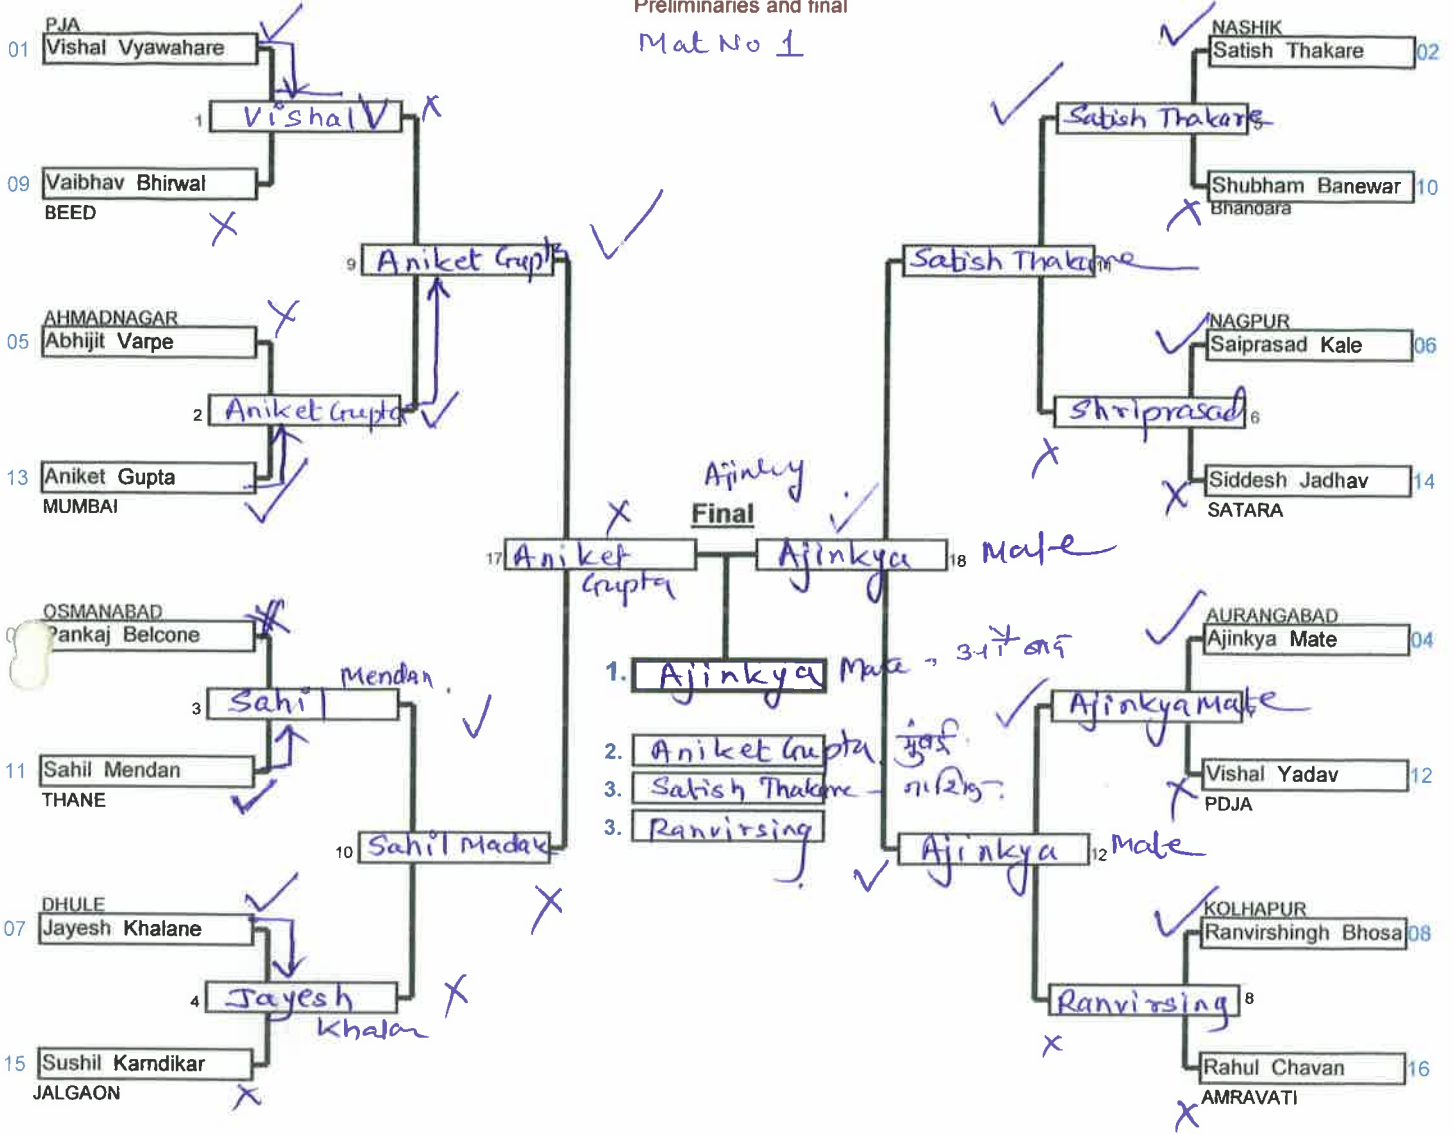 Preliminaries and final
Mat No 1
PJA
01 Vishal Vyawahare
1 Vishal V
09 Vaibhav Bhirwal
BEED
9 Aniket Gupta
AHMADNAGAR
05 Abhijit Varpe
2 Aniket Gupta
13 Aniket Gupta
MUMBAI
17 Aniket
Gupta
OSMANABAD
Pankaj Belcone
Mendan
3 Sahil
11 Sahil Mendan
THANE
10 Sahil Madak
DHULE
07 Jayesh Khalane
4 Jayesh
Khalan
15 Sushil Karndikar
JALGAON
Ajinky
Final
Ajinkya 18 Mate
1. Ajinkya Mate
2. Aniket Gupta मुंबई
3. Satish Thakare - नाशिक
3. Ranvirsing
NASHIK
Satish Thakare 02
Satish Thakare
Shubham Banewar 10
Bhandara
Satish Thakare
NAGPUR
Saiprasad Kale 06
Shriprasad 6
Siddesh Jadhav 14
SATARA
AURANGABAD
Ajinkya Mate 04
Ajinkya Mate
Vishal Yadav 12
PDJA
Ajinkya 12 Mate
KOLHAPUR
Ranvirshingh Bhosa 08
Ranvirsing 8
Rahul Chavan 16
AMRAVATI